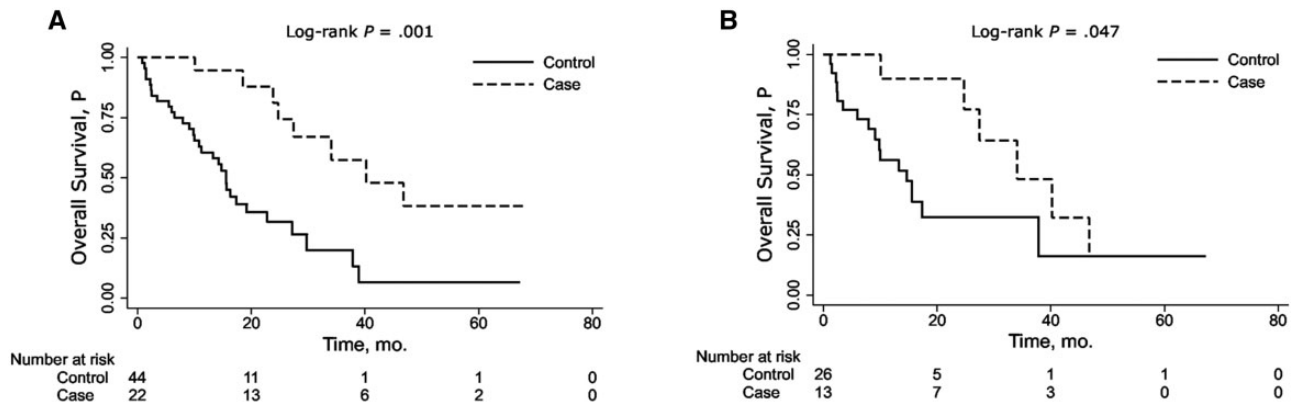 A
Log-rank P = .001
Control
Case
Overall Survival, P
1.00
0.75
0.50
0.25
0.00
0 20 40 60 80
Time, mo.
Number at risk
Control 44 11 1 1 0
Case 22 13 6 2 0
B
Log-rank P = .047
Control
Case
Overall Survival, P
1.00
0.75
0.50
0.25
0.00
0 20 40 60 80
Time, mo.
Number at risk
Control 26 5 1 1 0
Case 13 7 3 0 0